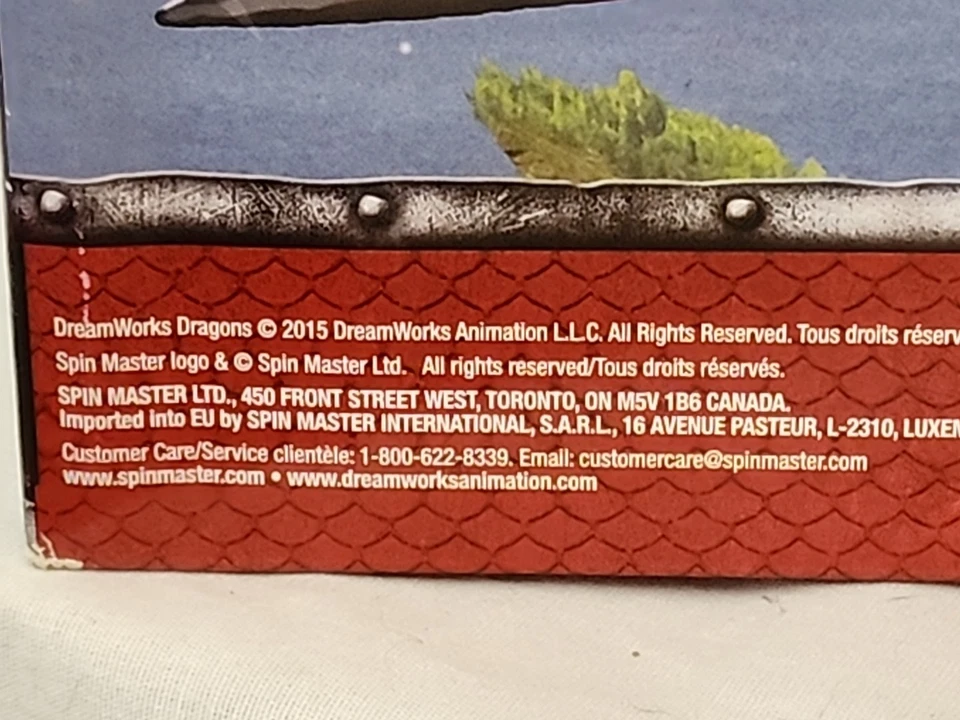 DreamWorks Dragons © 2015 DreamWorks Animation L.L.C. All Rights Reserved. Tous droits réserv
Spin Master logo & © Spin Master Ltd. All rights reserved/Tous droits réservés.
SPIN MASTER LTD., 450 FRONT STREET WEST, TORONTO, ON M5V 1B6 CANADA.
Imported into EU by SPIN MASTER INTERNATIONAL, S.A.R.L., 16 AVENUE PASTEUR, L-2310, LUXEM
Customer Care/Service clientèle: 1-800-622-8339. Email: customercare@spinmaster.com
www.spinmaster.com • www.dreamworksanimation.com